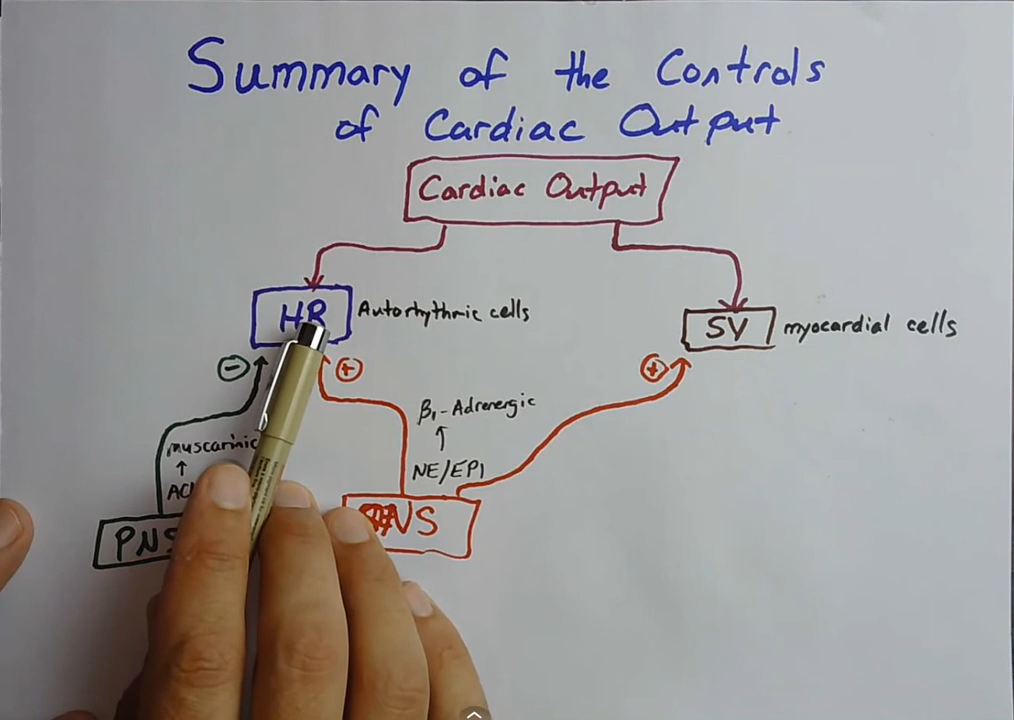 Summary of the Controls
of Cardiac Output
Cardiac Output
HR Autorhythmic cells
SV myocardial cells
− + +
β₁-Adrenergic
muscarinic
NE/EPI
PNS